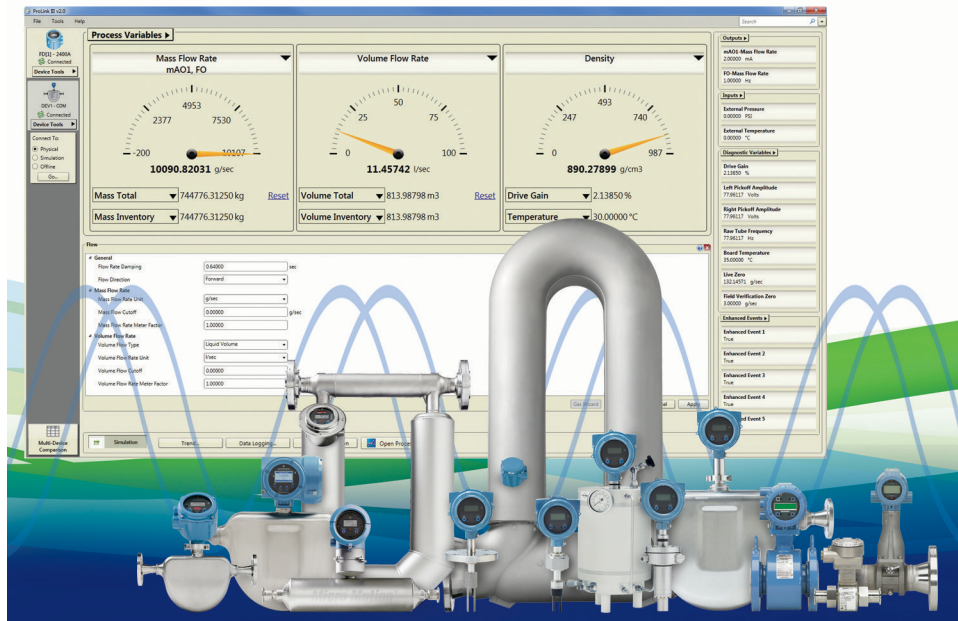 ProLink III v2.0
File Tools Help
Search
FD[1] - 2400A
Connected
Device Tools
DEV1 - COM
Connected
Device Tools
Connect To:
Physical
Simulation
Offline
Go...
Multi-Device
Comparison
Process Variables
Mass Flow Rate
mAO1, FO
-200
2377
4953
7530
10107
10090.82031 g/sec
Mass Total 744776.31250 kg Reset
Mass Inventory 744776.31250 kg
Volume Flow Rate
0
25
50
75
100
11.45742 l/sec
Volume Total 813.98798 m3 Reset
Volume Inventory 813.98798 m3
Density
0
247
493
740
987
890.27899 g/cm3
Drive Gain 2.13850 %
Temperature 30.00000 °C
Flow
General
Flow Rate Damping 0.64000 sec
Flow Direction Forward
Mass Flow Rate
Mass Flow Rate Unit g/sec
Mass Flow Cutoff 0.00000 g/sec
Mass Flow Rate Meter Factor 1.00000
Volume Flow Rate
Volume Flow Type Liquid Volume
Volume Flow Rate Unit l/sec
Volume Flow Cutoff 0.00000
Volume Flow Rate Meter Factor 1.00000
Gas Wizard
Apply
Simulation
Trend...
Data Logging...
Open
Outputs
mAO1-Mass Flow Rate
2.00000 mA
FO-Mass Flow Rate
1.00000 Hz
Inputs
External Pressure
0.00000 PSI
External Temperature
0.00000 °C
Diagnostic Variables
Drive Gain
2.13650 %
Left Pickoff Amplitude
77.96117 Volts
Right Pickoff Amplitude
77.96117 Volts
Raw Tube Frequency
77.96117 Hz
Board Temperature
35.00000 °C
Live Zero
132.14571 g/sec
Field Verification Zero
3.00000 g/sec
Enhanced Events
Enhanced Event 1
True
Enhanced Event 2
True
Enhanced Event 3
True
Enhanced Event 4
True
Event 5